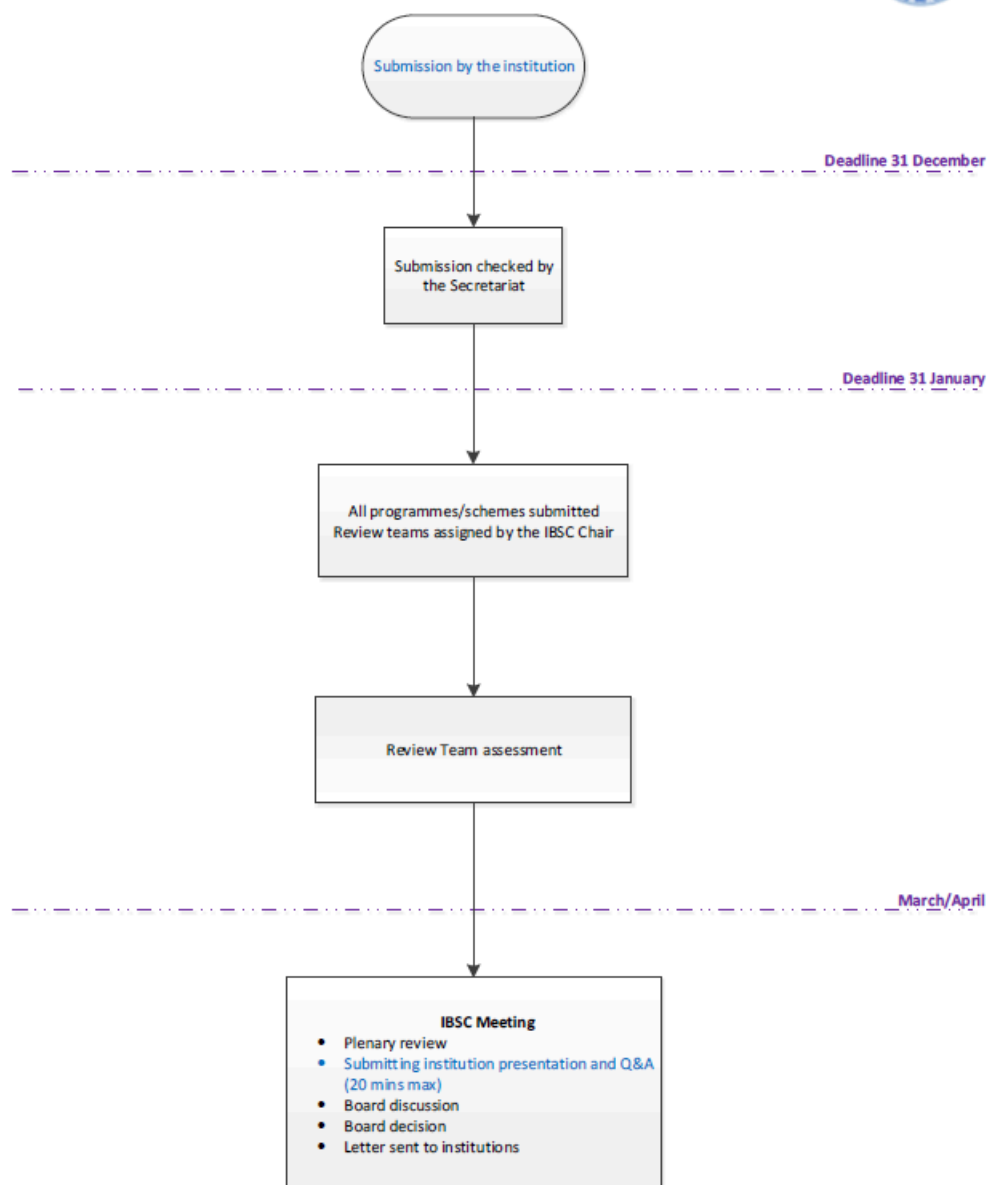 Submission by the institution
Deadline 31 December
Submission checked by
the Secretariat
Deadline 31 January
All programmes/schemes submitted
Review teams assigned by the IBSC Chair
Review Team assessment
March/April
IBSC Meeting
• Plenary review
• Submitting institution presentation and Q&A
(20 mins max)
• Board discussion
• Board decision
• Letter sent to institutions